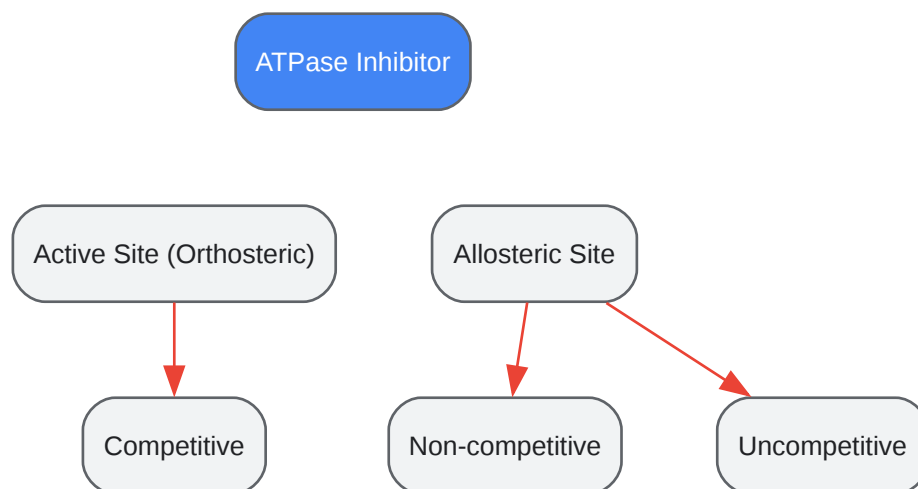 ATPase Inhibitor
Active Site (Orthosteric)
Allosteric Site
Competitive
Non-competitive
Uncompetitive